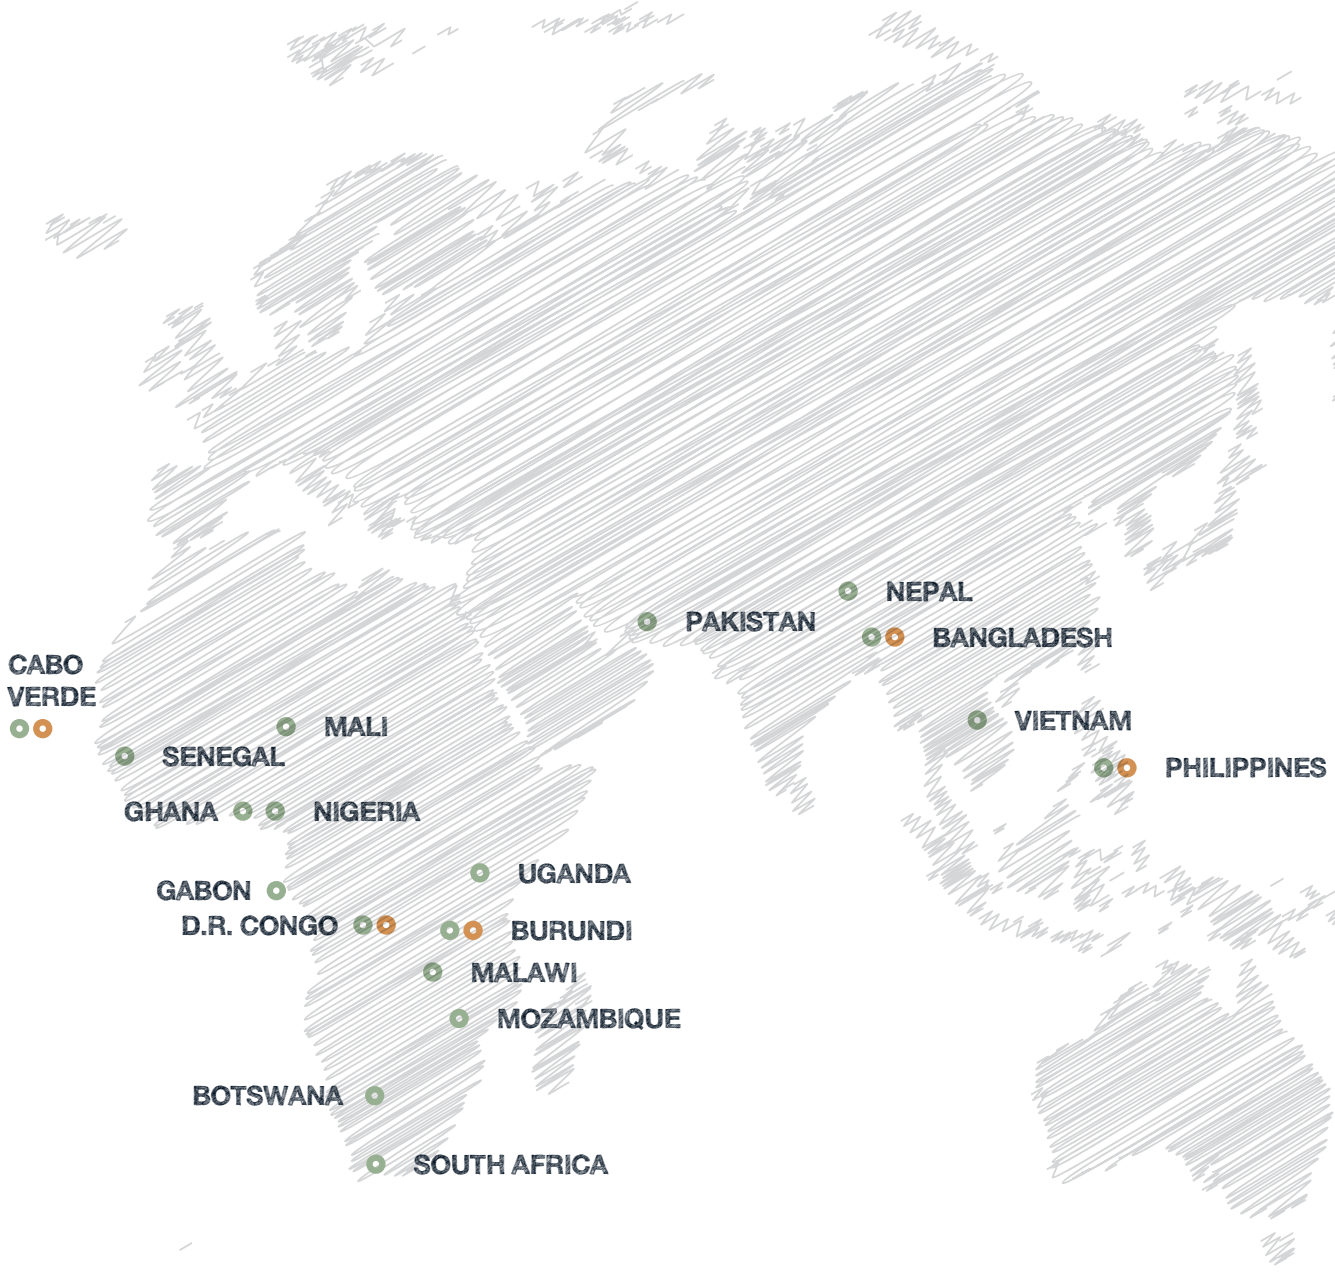 NEPAL
PAKISTAN
BANGLADESH
CABO
VERDE
VIETNAM
MALI
SENEGAL
PHILIPPINES
GHANA
NIGERIA
UGANDA
GABON
D.R. CONGO
BURUNDI
MALAWI
MOZAMBIQUE
BOTSWANA
SOUTH AFRICA